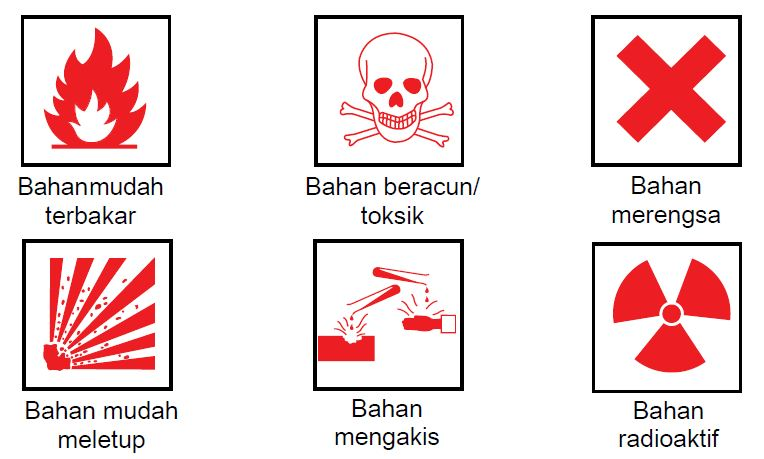 Bahanmudah
terbakar
Bahan beracun/
toksik
Bahan
merengsa
Bahan mudah
meletup
Bahan
mengakis
Bahan
radioaktif